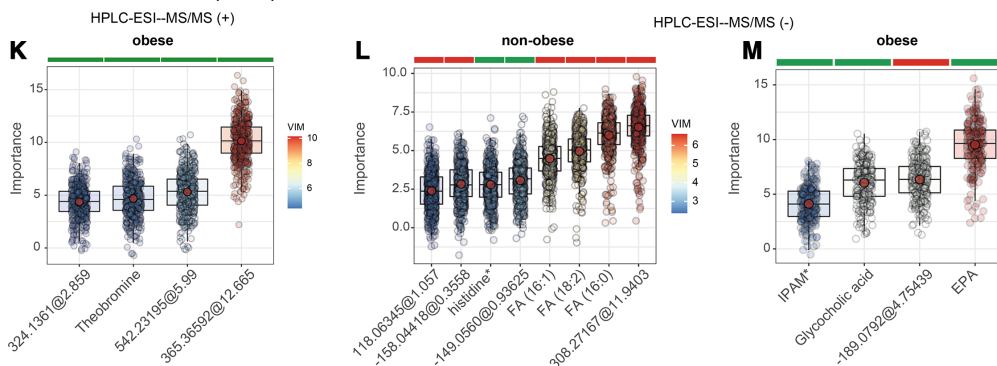 HPLC-ESI--MS/MS (+)
HPLC-ESI--MS/MS (-)
K
obese
Importance
15
10
5
0
324.1361@2.859
Theobromine
542.23195@5.99
365.36592@12.665
VIM
10
8
6
L
non-obese
Importance
10.0
7.5
5.0
2.5
0.0
118.06345@1.057
-158.04418@0.3558
histidine*
-149.0560@0.93625
FA (16:1)
FA (18:2)
FA (16:0)
308.27167@11.9403
VIM
6
5
4
3
M
obese
Importance
15
10
5
0
IPAM*
Glycocholic acid
-189.0792@4.75439
EPA